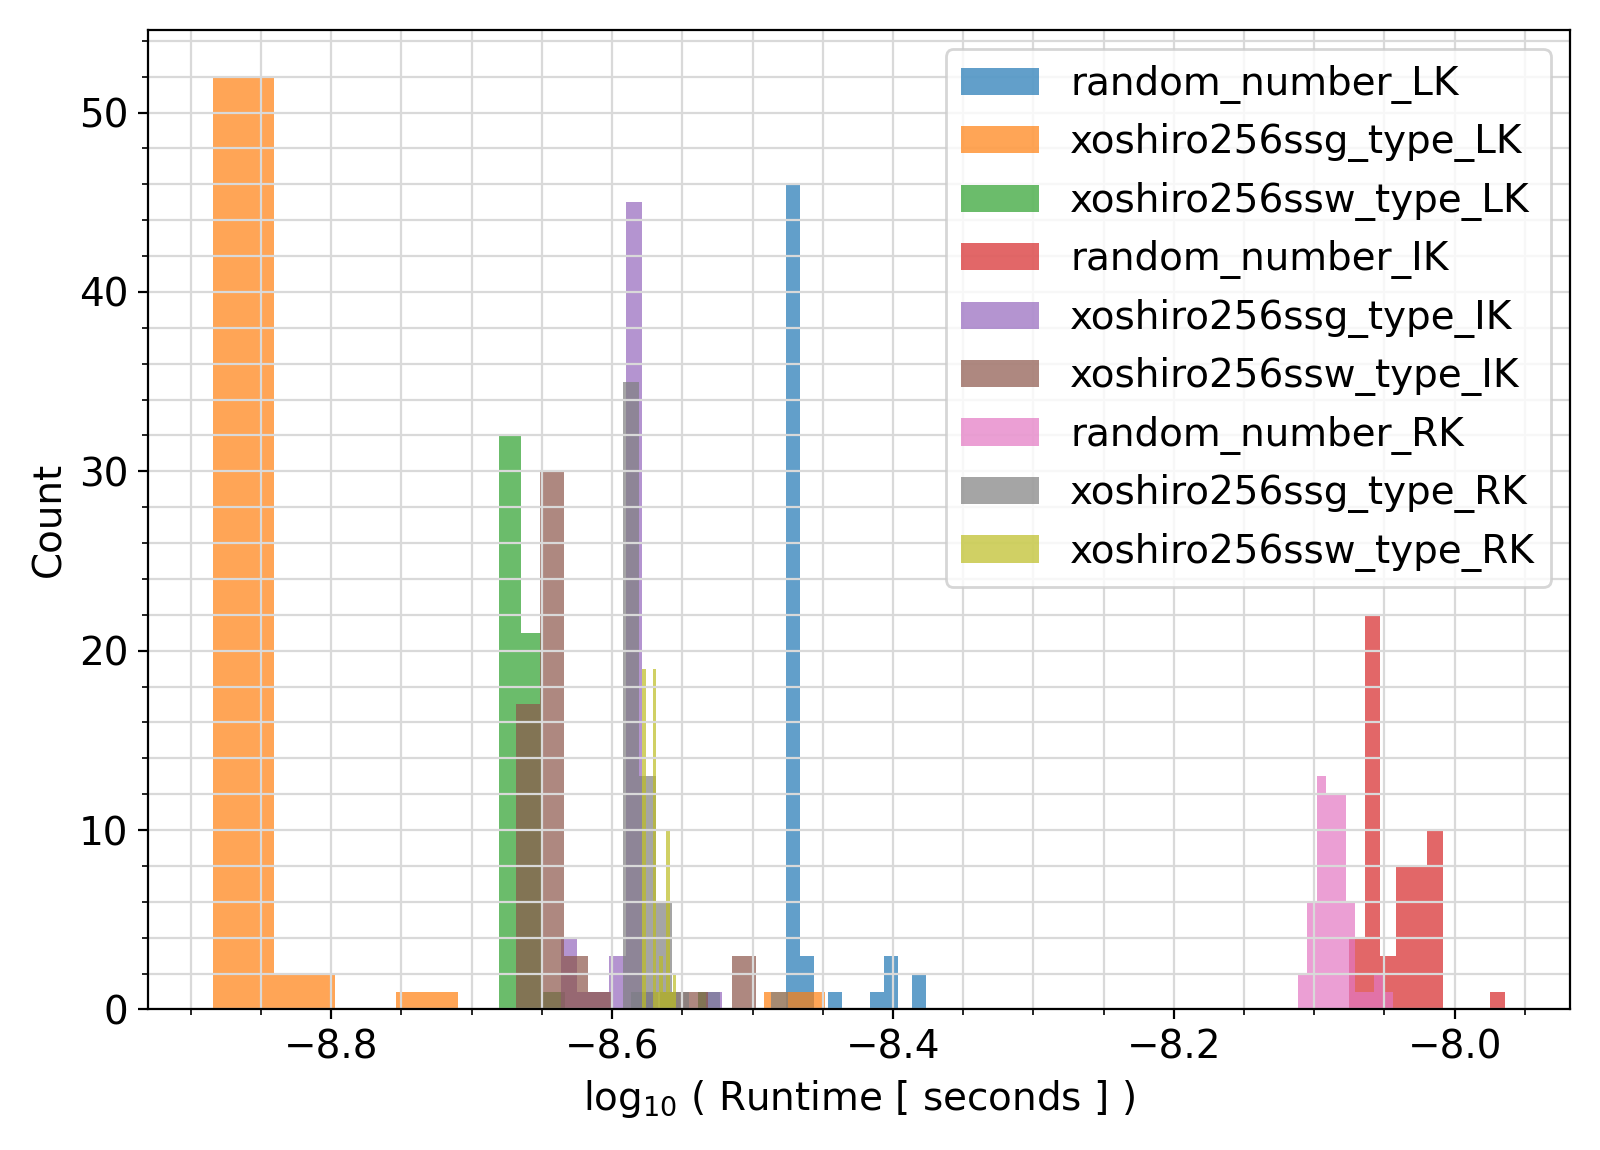 50
40
30
20
10
0
Count
random_number_LK
xoshiro256ssg_type_LK
xoshiro256ssw_type_LK
random_number_IK
xoshiro256ssg_type_IK
xoshiro256ssw_type_IK
random_number_RK
xoshiro256ssg_type_RK
xoshiro256ssw_type_RK
−8.8 −8.6 −8.4 −8.2 −8.0
log10 ( Runtime [ seconds ] )